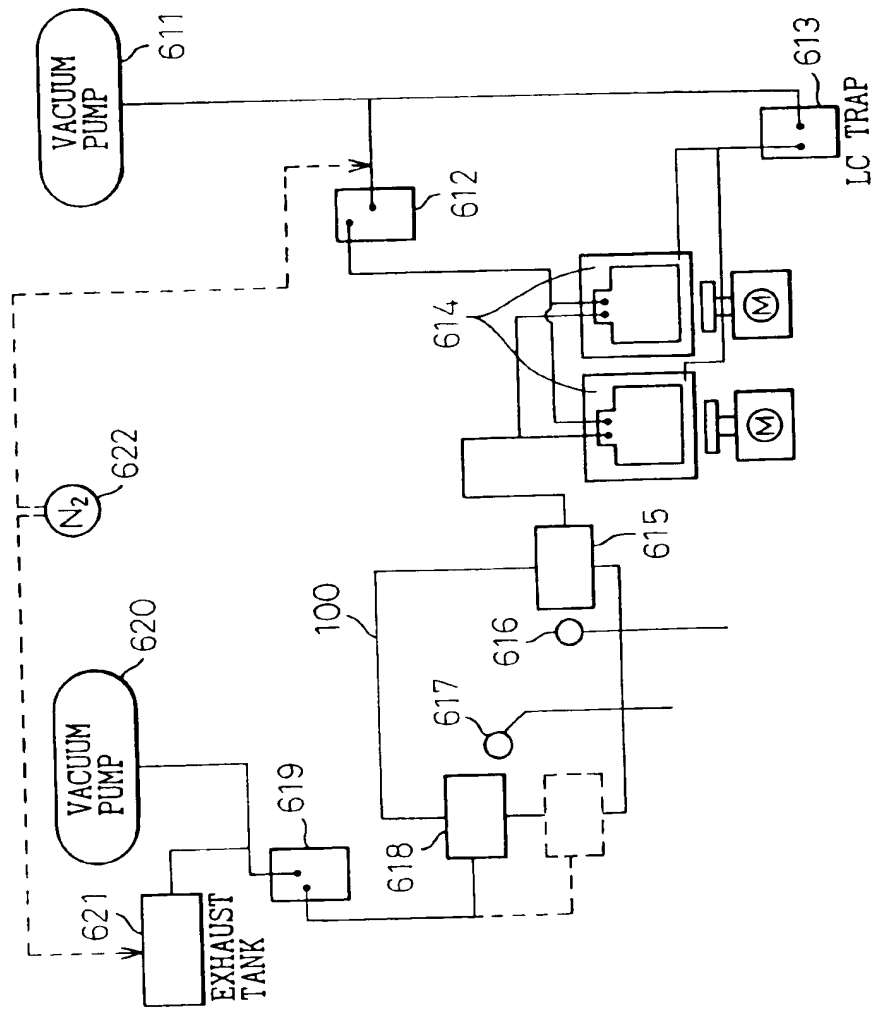 VACUUM
PUMP
611
N2
622
VACUUM
PUMP
620
612
613
LC TRAP
614
M
M
621
EXHAUST
TANK
619
618
100
617
616
615